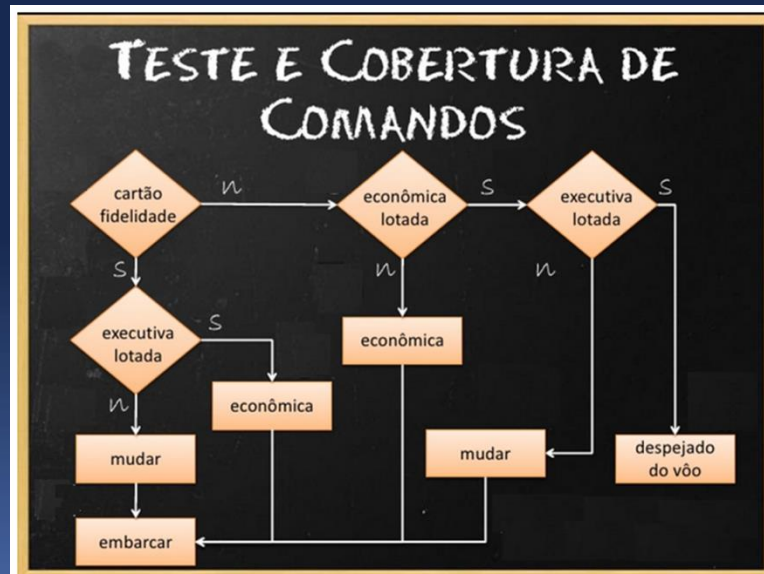 TESTE E COBERTURA DE
COMANDOS
cartão
fidelidade
n
econômica
lotada
s
executiva
lotada
s
s
n
n
executiva
lotada
s
econômica
n
econômica
mudar
mudar
despejado
do vôo
embarcar